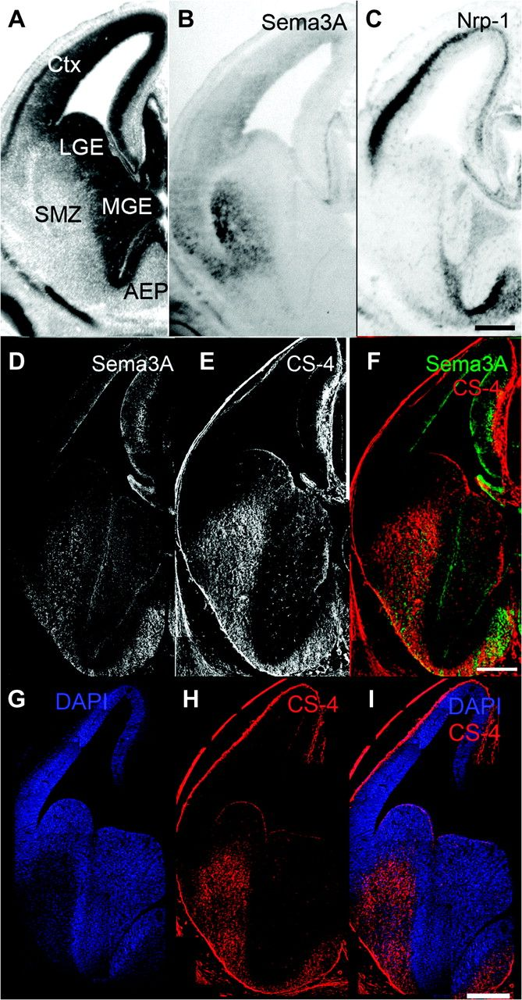 A
B Sema3A
C Nrp-1
Ctx
LGE
SMZ MGE
AEP
D Sema3A
E CS-4
F Sema3A
CS-4
G DAPI
H CS-4
I DAPI
CS-4